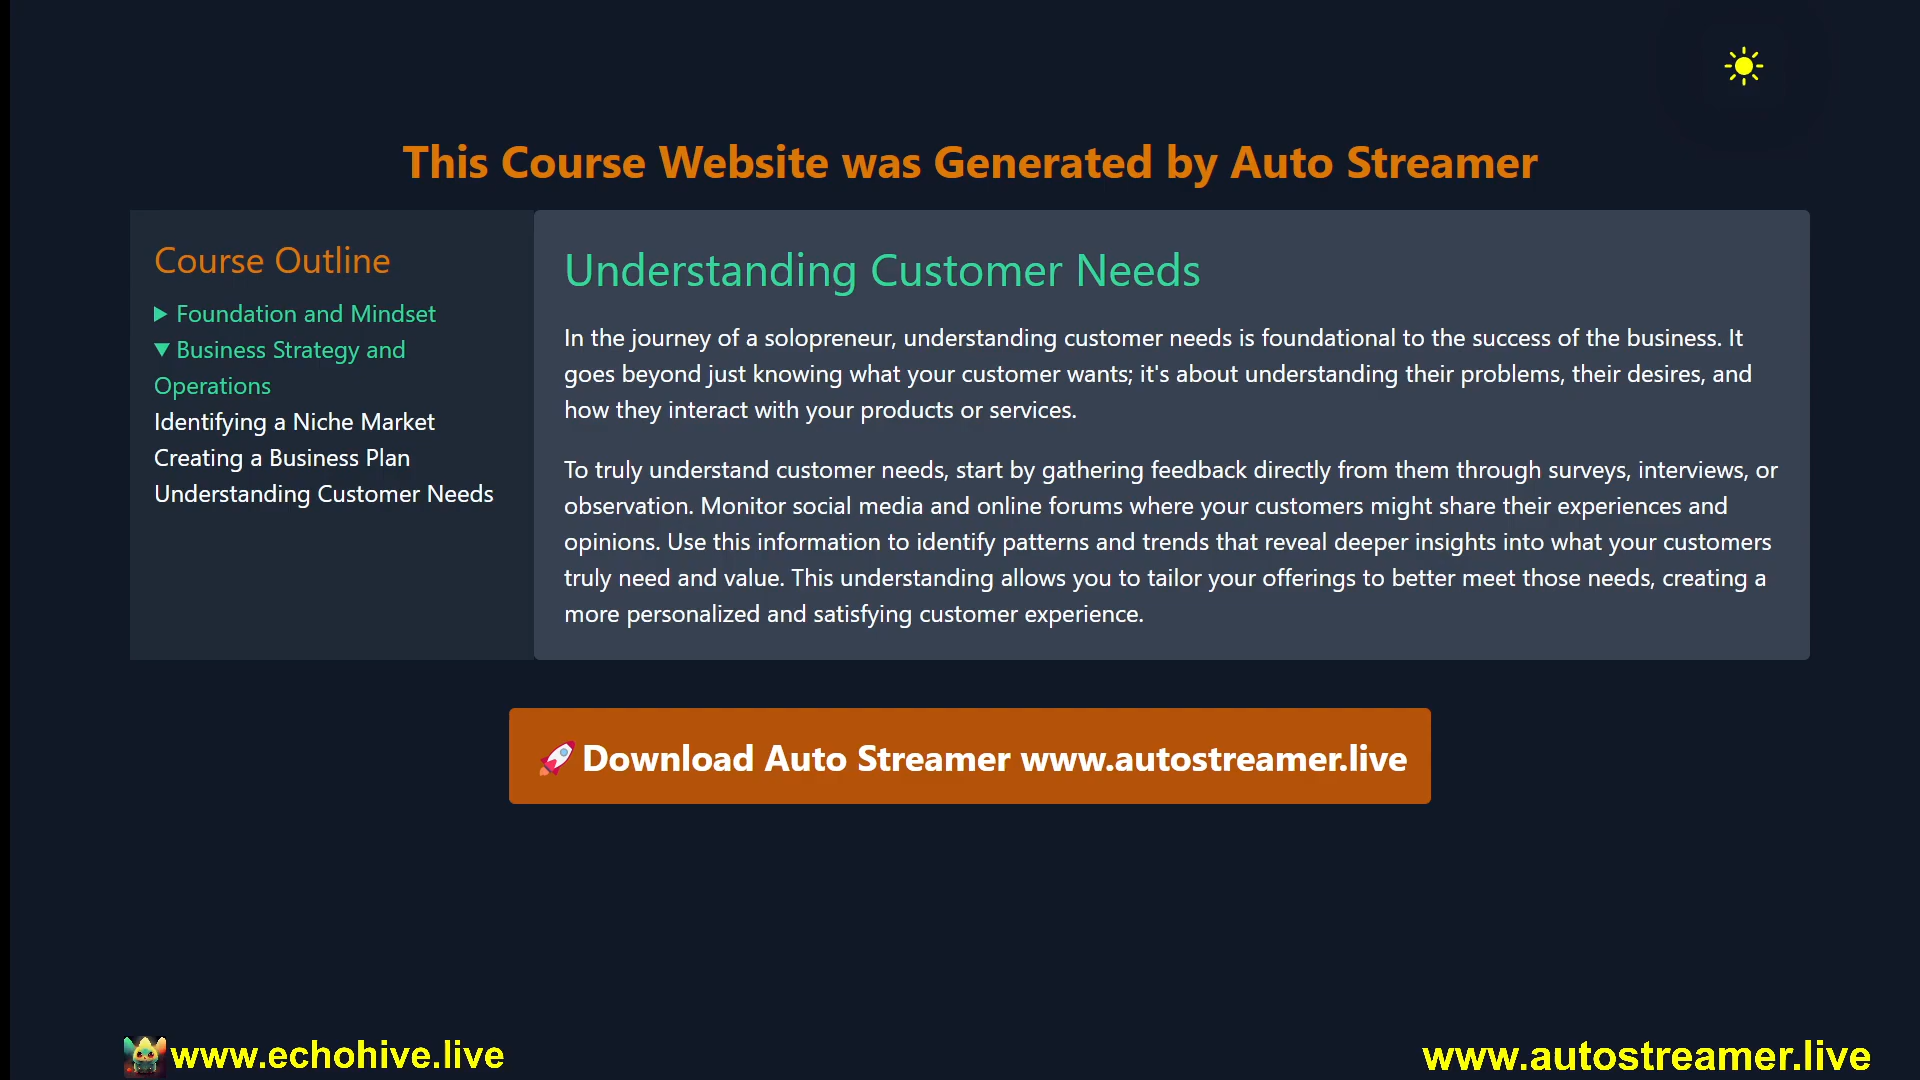 This Course Website was Generated by Auto Streamer
Course Outline
Foundation and Mindset
Business Strategy and
Operations
Identifying a Niche Market
Creating a Business Plan
Understanding Customer Needs
Understanding Customer Needs
In the journey of a solopreneur, understanding customer needs is foundational to the success of the business. It
goes beyond just knowing what your customer wants; it's about understanding their problems, their desires, and
how they interact with your products or services.
To truly understand customer needs, start by gathering feedback directly from them through surveys, interviews, or
observation. Monitor social media and online forums where your customers might share their experiences and
opinions. Use this information to identify patterns and trends that reveal deeper insights into what your customers
truly need and value. This understanding allows you to tailor your offerings to better meet those needs, creating a
more personalized and satisfying customer experience.
Download Auto Streamer www.autostreamer.live
www.echohive.live
www.autostreamer.live